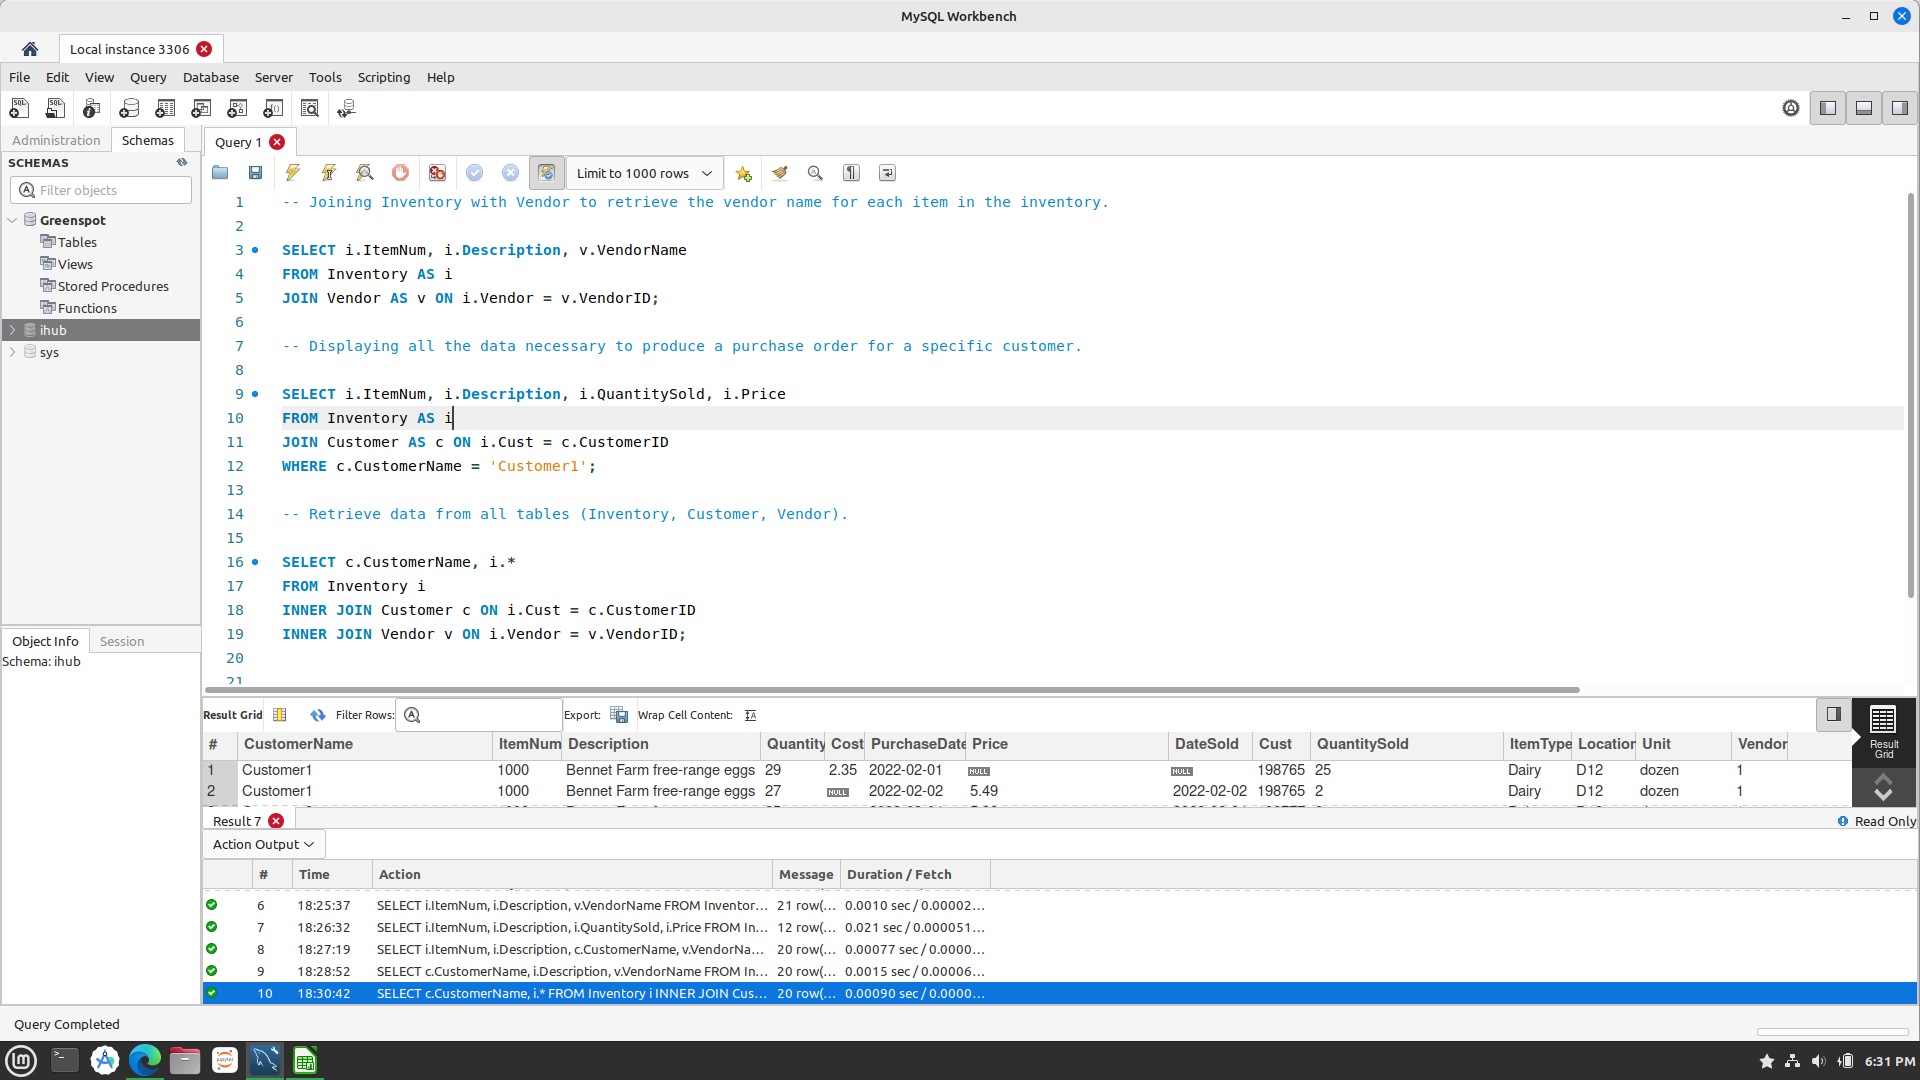 MySQL Workbench
Local instance 3306
File Edit View Query Database Server Tools Scripting Help
Administration Schemas
SCHEMAS
Filter objects
Greenspot
Tables
Views
Stored Procedures
Functions
ihub
sys
Object Info Session
Schema: ihub
Query 1
Limit to 1000 rows
1 -- Joining Inventory with Vendor to retrieve the vendor name for each item in the inventory.
2
3 SELECT i.ItemNum, i.Description, v.VendorName
4 FROM Inventory AS i
5 JOIN Vendor AS v ON i.Vendor = v.VendorID;
6
7 -- Displaying all the data necessary to produce a purchase order for a specific customer.
8
9 SELECT i.ItemNum, i.Description, i.QuantitySold, i.Price
10 FROM Inventory AS i
11 JOIN Customer AS c ON i.Cust = c.CustomerID
12 WHERE c.CustomerName = 'Customer1';
13
14 -- Retrieve data from all tables (Inventory, Customer, Vendor).
15
16 SELECT c.CustomerName, i.*
17 FROM Inventory i
18 INNER JOIN Customer c ON i.Cust = c.CustomerID
19 INNER JOIN Vendor v ON i.Vendor = v.VendorID;
20
21
Result Grid Filter Rows: Export: Wrap Cell Content:
# CustomerName ItemNum Description Quantity Cost PurchaseDate Price DateSold Cust QuantitySold ItemType Location Unit Vendor
1 Customer1 1000 Bennet Farm free-range eggs 29 2.35 2022-02-01 NULL NULL 198765 25 Dairy D12 dozen 1
2 Customer1 1000 Bennet Farm free-range eggs 27 NULL 2022-02-02 5.49 2022-02-02 198765 2 Dairy D12 dozen 1
Result Grid
Result 7 Read Only
Action Output
# Time Action Message Duration / Fetch
6 18:25:37 SELECT i.ItemNum, i.Description, v.VendorName FROM Inventor... 21 row(... 0.0010 sec / 0.00002...
7 18:26:32 SELECT i.ItemNum, i.Description, i.QuantitySold, i.Price FROM In... 12 row(... 0.021 sec / 0.000051...
8 18:27:19 SELECT i.ItemNum, i.Description, c.CustomerName, v.VendorNa... 20 row(... 0.00077 sec / 0.0000...
9 18:28:52 SELECT c.CustomerName, i.Description, v.VendorName FROM In... 20 row(... 0.0015 sec / 0.00006...
10 18:30:42 SELECT c.CustomerName, i.* FROM Inventory i INNER JOIN Cus... 20 row(... 0.00090 sec / 0.0000...
Query Completed
6:31 PM